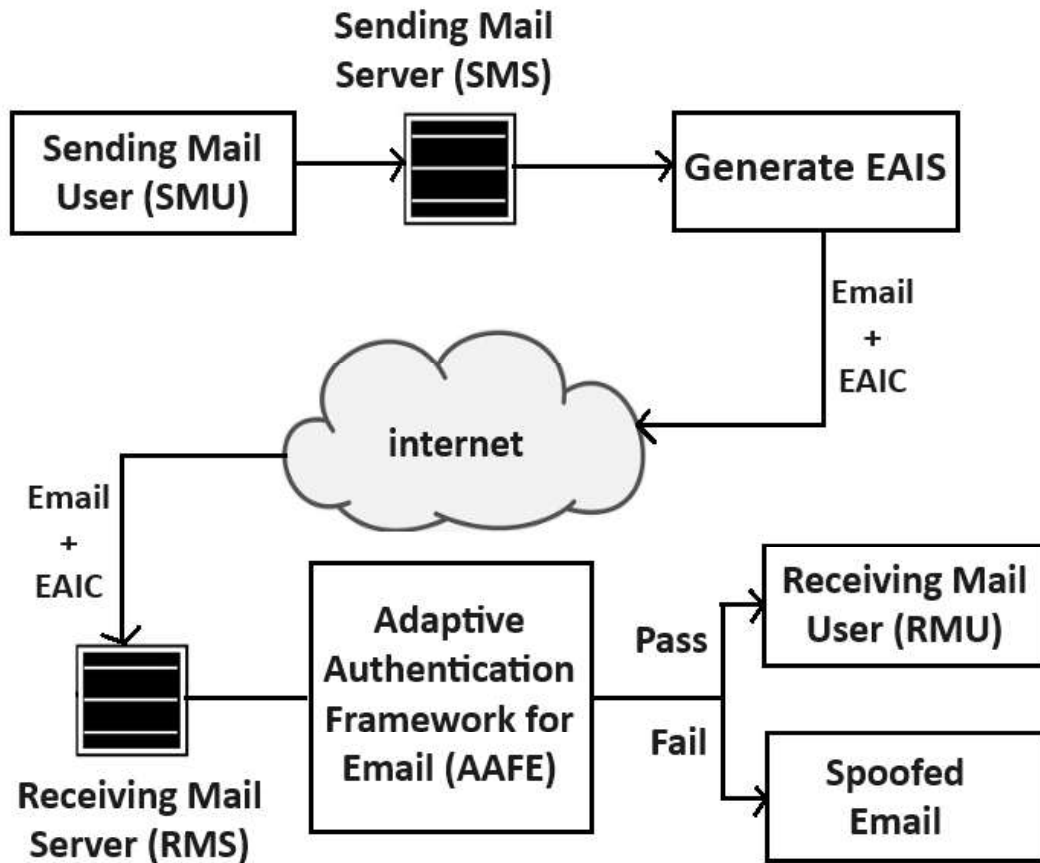 Sending Mail
Server (SMS)
Sending Mail
User (SMU)
Generate EAIS
Email
+
EAIC
internet
Email
+
EAIC
Adaptive
Authentication
Framework for
Email (AAFE)
Pass
Fail
Receiving Mail
User (RMU)
Spoofed
Email
Receiving Mail
Server (RMS)